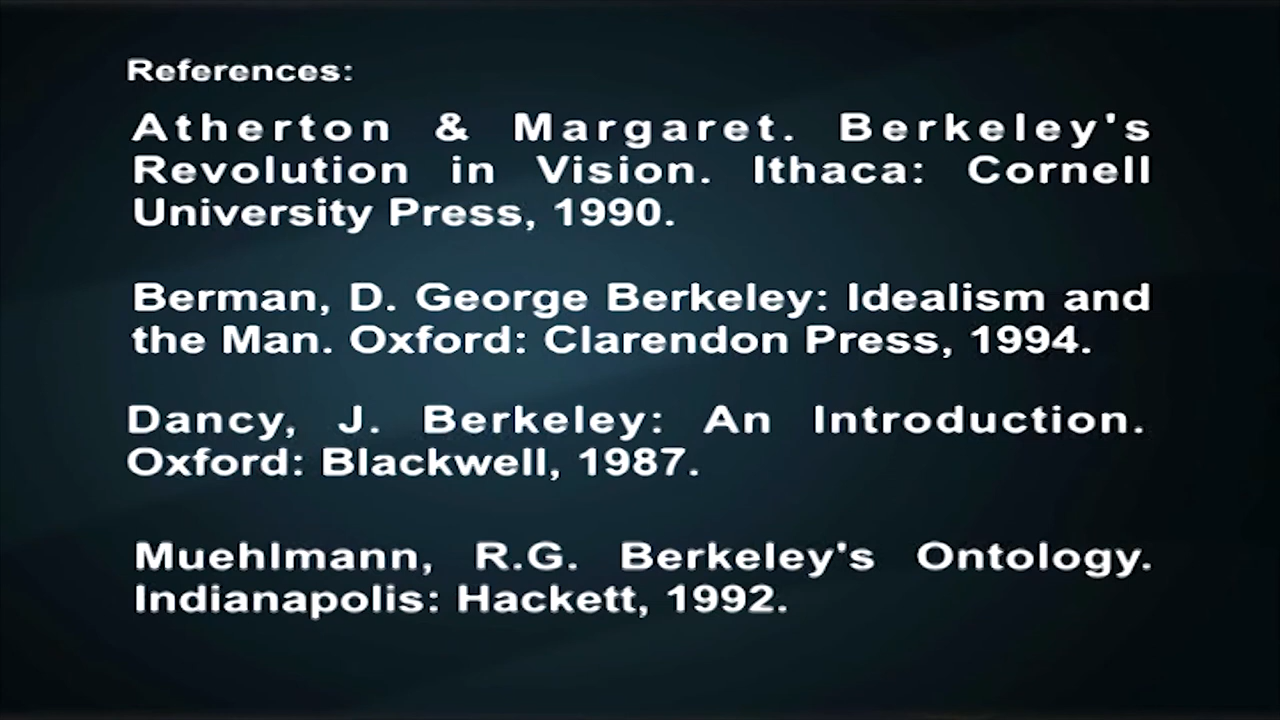 References:
Atherton & Margaret. Berkeley's
Revolution in Vision. Ithaca: Cornell
University Press, 1990.
Berman, D. George Berkeley: Idealism and
the Man. Oxford: Clarendon Press, 1994.
Dancy, J. Berkeley: An Introduction.
Oxford: Blackwell, 1987.
Muehlmann, R.G. Berkeley's Ontology.
Indianapolis: Hackett, 1992.